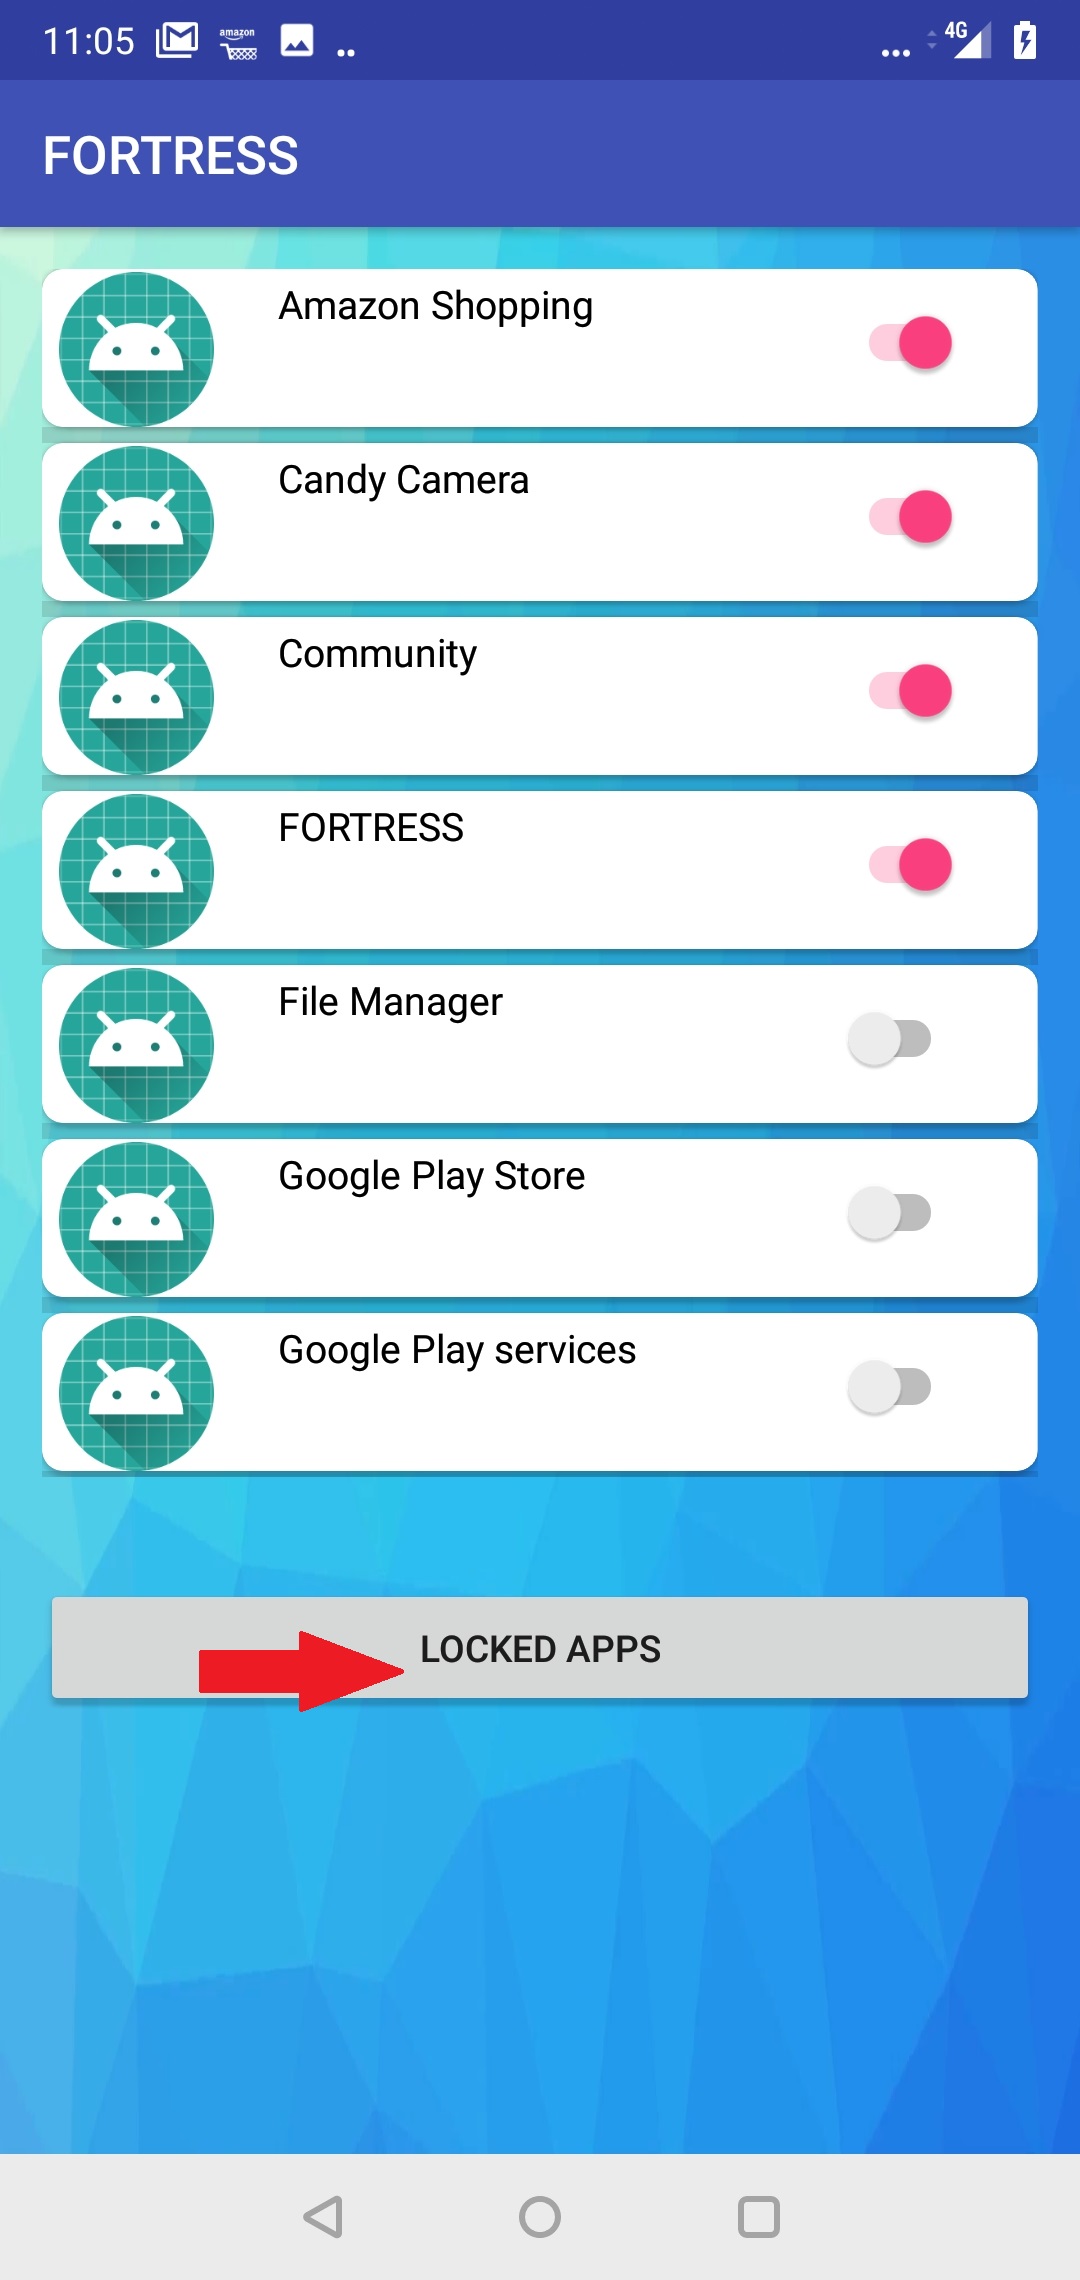 11:05
amazon
4G
FORTRESS
Amazon Shopping
Candy Camera
Community
FORTRESS
File Manager
Google Play Store
Google Play services
LOCKED APPS